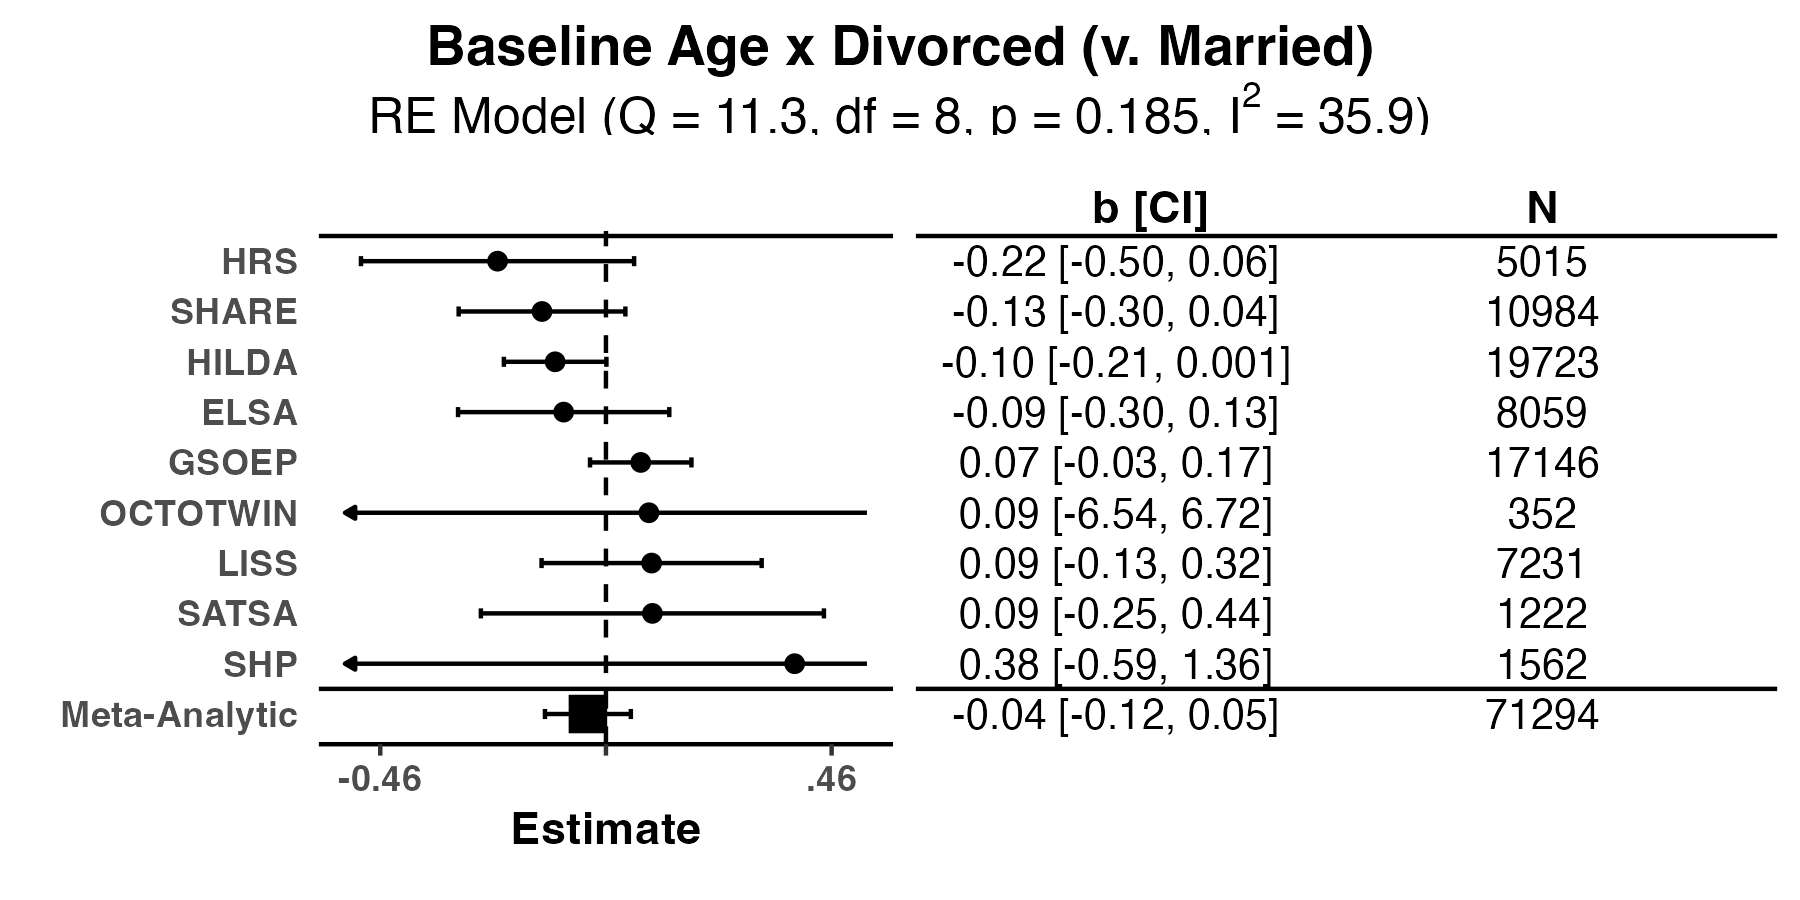 Baseline Age x Divorced (v. Married)
RE Model (Q = 11.3, df = 8, p = 0.185, I² = 35.9)
b [CI] N
HRS -0.22 [-0.50, 0.06] 5015
SHARE -0.13 [-0.30, 0.04] 10984
HILDA -0.10 [-0.21, 0.001] 19723
ELSA -0.09 [-0.30, 0.13] 8059
GSOEP 0.07 [-0.03, 0.17] 17146
OCTOTWIN 0.09 [-6.54, 6.72] 352
LISS 0.09 [-0.13, 0.32] 7231
SATSA 0.09 [-0.25, 0.44] 1222
SHP 0.38 [-0.59, 1.36] 1562
Meta-Analytic -0.04 [-0.12, 0.05] 71294
-0.46 .46
Estimate